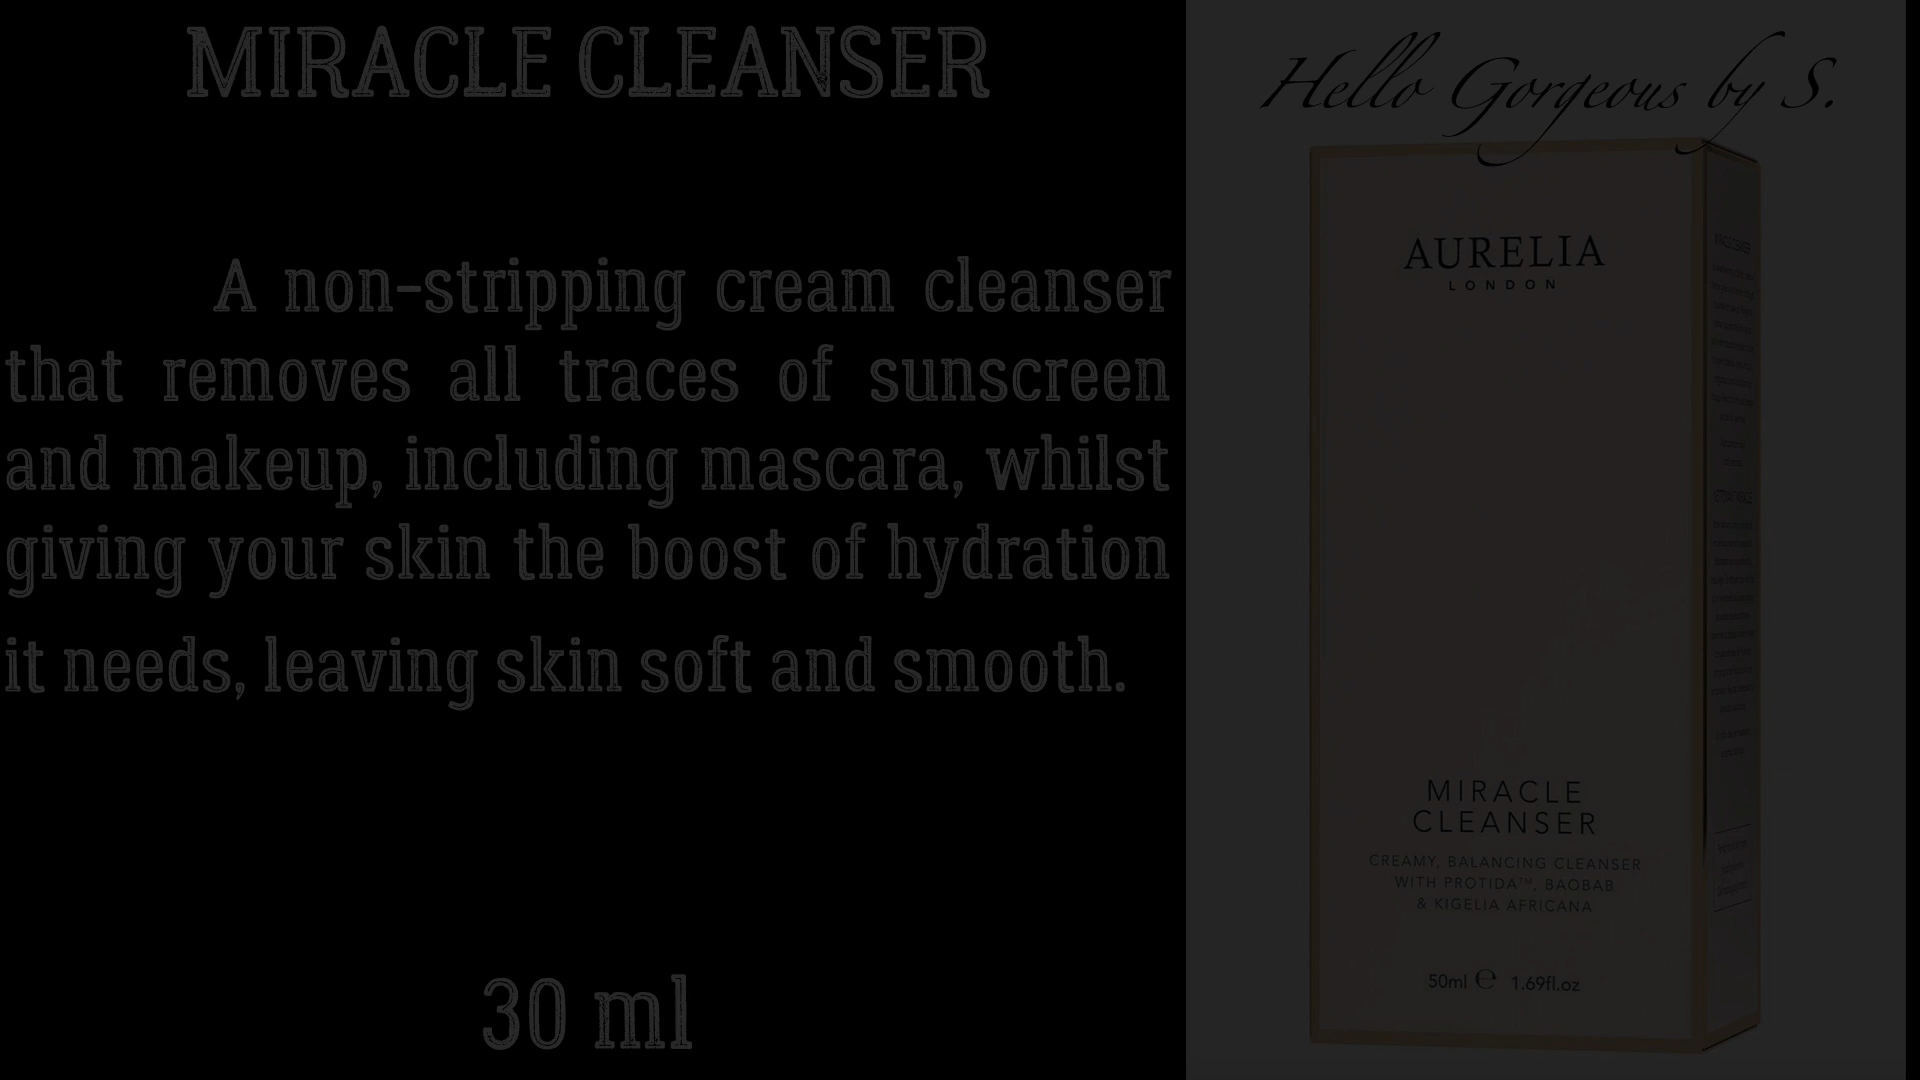 MIRACLE CLEANSER
A non-stripping cream cleanser
that removes all traces of sunscreen
and makeup, including mascara, whilst
giving your skin the boost of hydration
it needs, leaving skin soft and smooth.
30 ml
Hello Gorgeous by S.
AURELIA
LONDON
MIRACLE
CLEANSER
CREAMY, BALANCING CLEANSER
WITH PROTIDA™, BAOBAB
& KIGELIA AFRICANA
50ml ℮ 1.69fl.oz